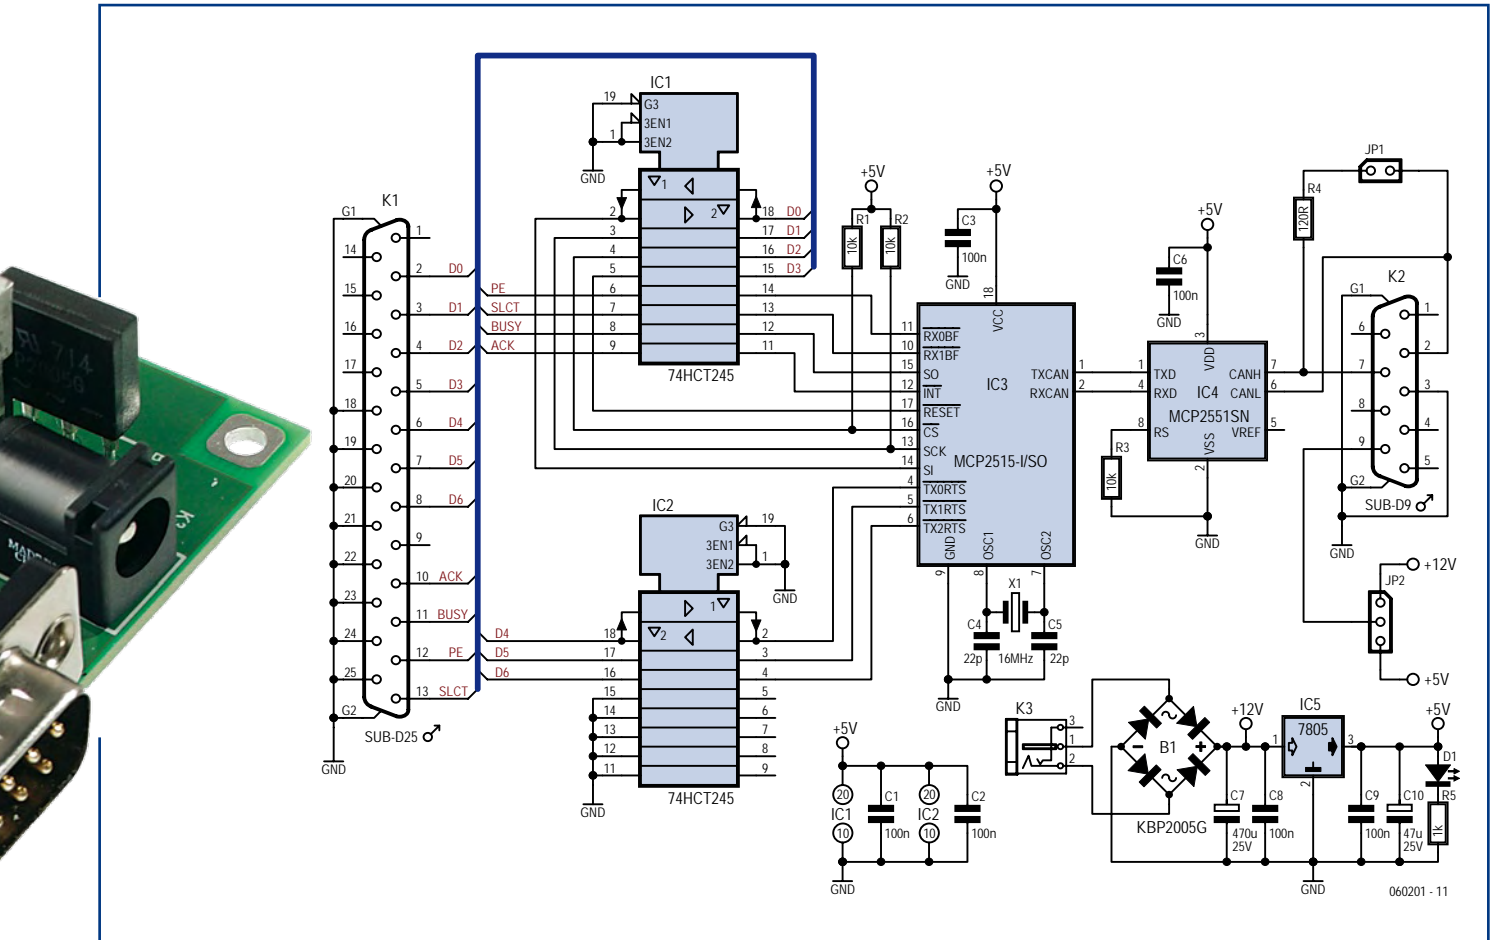 IC1
19
G3
3EN1
1
3EN2
GND
1
2
2
18
D0
3
17
D1
4
16
D2
5
15
D3
PE
6
14
SLCT
7
13
BUSY
8
12
ACK
9
11
74HCT245
K1
G1
1
14
2
D0
15
3
D1
16
4
D2
17
5
D3
18
6
D4
19
7
D5
20
8
D6
21
9
22
10
ACK
23
11
BUSY
24
12
PE
25
13
SLCT
G2
SUB-D25
GND
IC2
G3
19
3EN1
3EN2
1
GND
1
2
D4
18
2
D5
17
3
D6
16
4
15
5
14
6
13
7
12
8
11
9
74HCT245
GND
+5V
R1
10k
R2
10k
+5V
C3
100n
GND
18
VCC
11
RX0BF
10
RX1BF
15
SO
12
INT
17
RESET
16
CS
13
SCK
14
SI
4
TX0RTS
5
TX1RTS
6
TX2RTS
IC3
MCP2515-I/SO
TXCAN
1
RXCAN
2
GND
9
OSC1
8
OSC2
7
X1
C4
22p
16MHz
C5
22p
GND
+5V
C6
100n
GND
3
VDD
1
TXD
4
RXD
8
RS
IC4
MCP2551SN
CANH
7
CANL
6
VREF
5
VSS
2
R3
10k
GND
JP1
R4
120R
K2
G1
1
6
2
7
3
8
4
9
5
G2
SUB-D9
GND
+12V
JP2
+5V
+5V
20
IC1
10
C1
100n
20
IC2
10
C2
100n
GND
K3
3
1
2
B1
KBP2005G
+12V
C7
470u
25V
C8
100n
IC5
7805
1
3
2
GND
C9
100n
C10
47u
25V
+5V
D1
R5
1k
060201 - 11